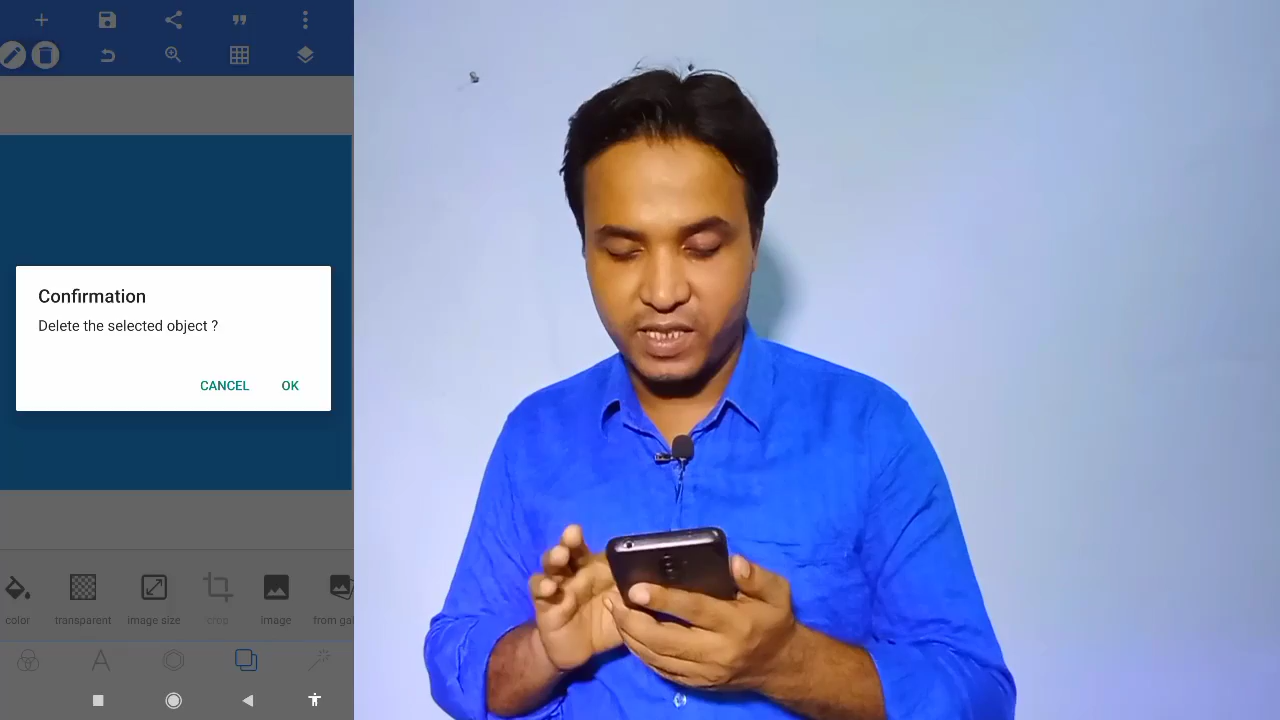 Confirmation
Delete the selected object ?
CANCEL OK
color transparent image size crop Image from gal